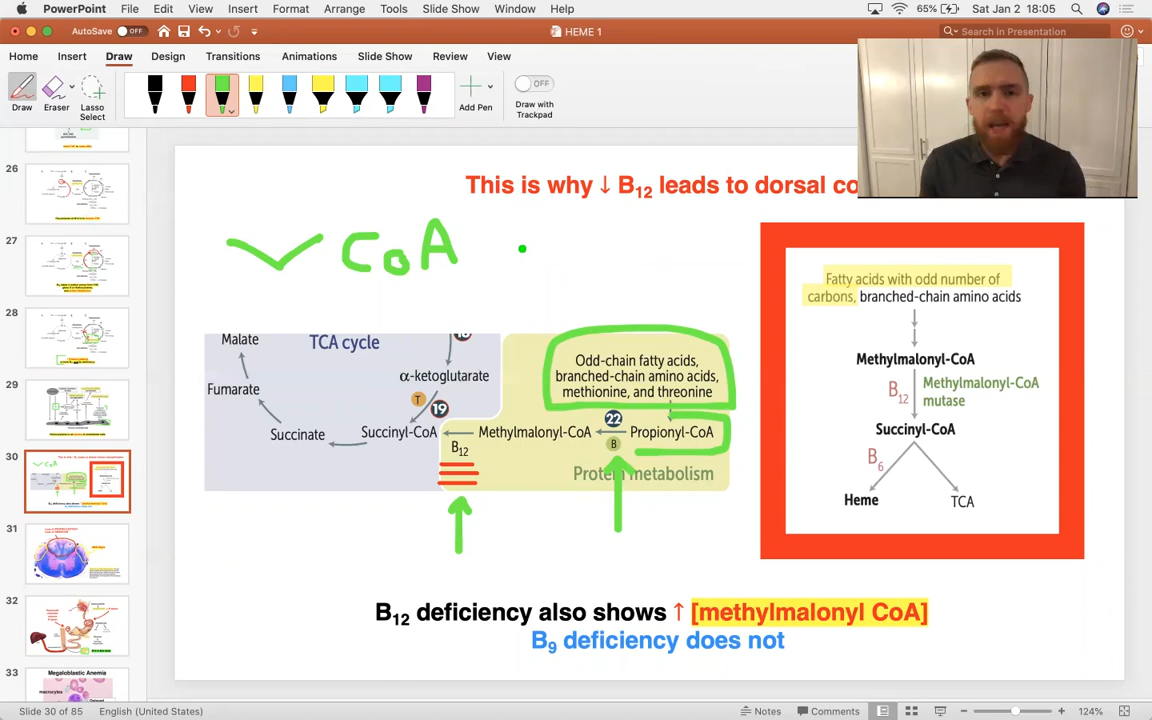 PowerPoint File Edit View Insert Format Arrange Tools Slide Show Window Help 65% Sat Jan 2 18:05
AutoSave OFF HEME 1 Search in Presentation
Home Insert Draw Design Transitions Animations Slide Show Review View
Draw Eraser Lasso Select Add Pen OFF Draw with Trackpad
26
27
28
29
30
31
32
33
Megaloblastic Anemia
This is why ↓ B12 leads to dorsal co
CoA
TCA cycle
Malate
Fumarate
Succinate
Succinyl-CoA
α-ketoglutarate
T
19
B12
Methylmalonyl-CoA
22
B
Propionyl-CoA
Odd-chain fatty acids,
branched-chain amino acids,
methionine, and threonine
Protein metabolism
Fatty acids with odd number of
carbons, branched-chain amino acids
Methylmalonyl-CoA
B12
Methylmalonyl-CoA
mutase
Succinyl-CoA
B6
Heme
TCA
B12 deficiency also shows ↑ [methylmalonyl CoA]
B9 deficiency does not
Slide 30 of 85 English (United States) Notes Comments 124%